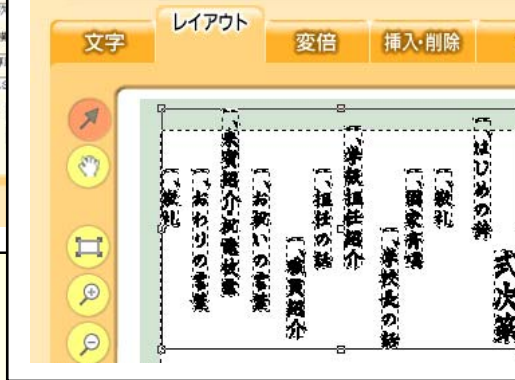 文字
レイアウト
変倍
挿入・削除
式次第
一、はじめの辞
一、敬礼
一、国家斉唱
一、学校長の話
一、学級担任紹介
一、担任の話
一、職員紹介
一、お祝いの言葉
一、来賓紹介祝電披露
一、おわりの言葉
一、敬礼